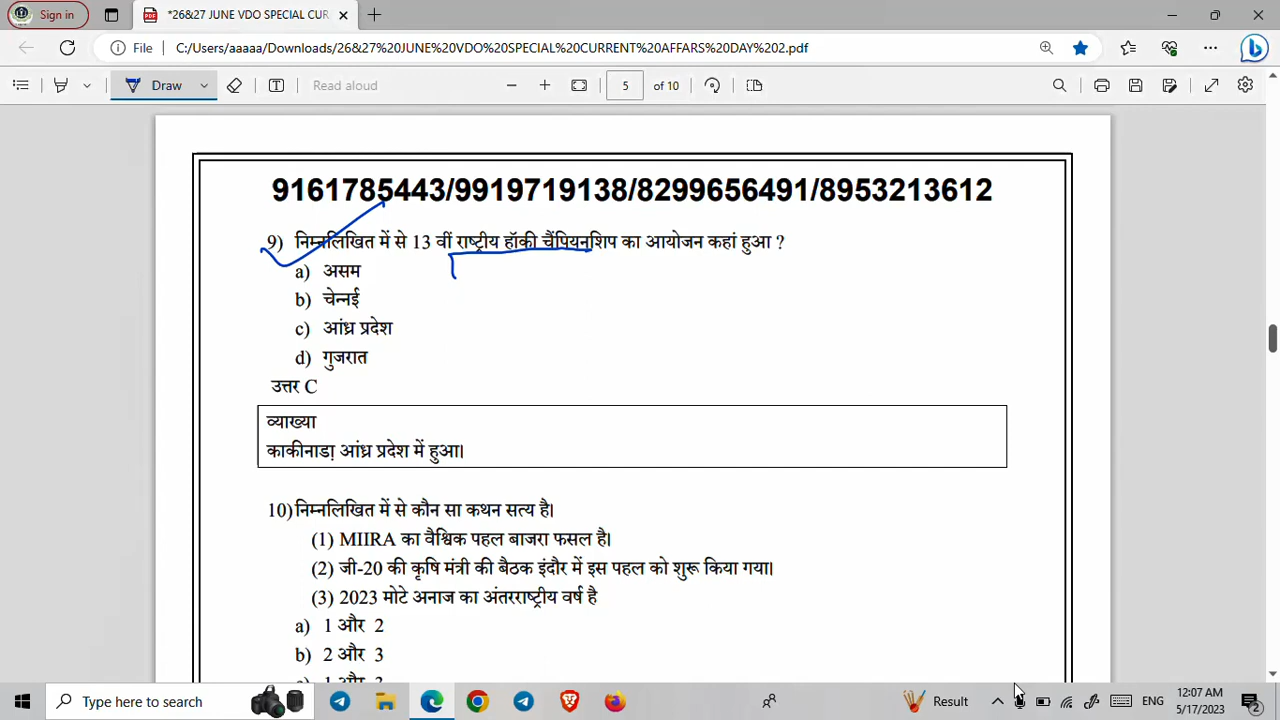 Sign in
*26&27 JUNE VDO SPECIAL CUR
File
C:/Users/aaaaa/Downloads/26&27%20JUNE%20VDO%20SPECIAL%20CURRENT%20AFFARS%20DAY%202.pdf
Draw
Read aloud
5 of 10
9161785443/9919719138/8299656491/8953213612
9) निम्नलिखित में से 13 वीं राष्ट्रीय हॉकी चैंपियनशिप का आयोजन कहां हुआ ?
a) असम
b) चेन्नई
c) आंध्र प्रदेश
d) गुजरात
उत्तर C
व्याख्या
काकीनाडा़ आंध्र प्रदेश में हुआ।
10) निम्नलिखित में से कौन सा कथन सत्य है।
(1) MIIRA का वैश्विक पहल बाजरा फसल है।
(2) जी-20 की कृषि मंत्री की बैठक इंदौर में इस पहल को शुरू किया गया।
(3) 2023 मोटे अनाज का अंतरराष्ट्रीय वर्ष है
a) 1 और 2
b) 2 और 3
Type here to search
Result
ENG
12:07 AM
5/17/2023
2